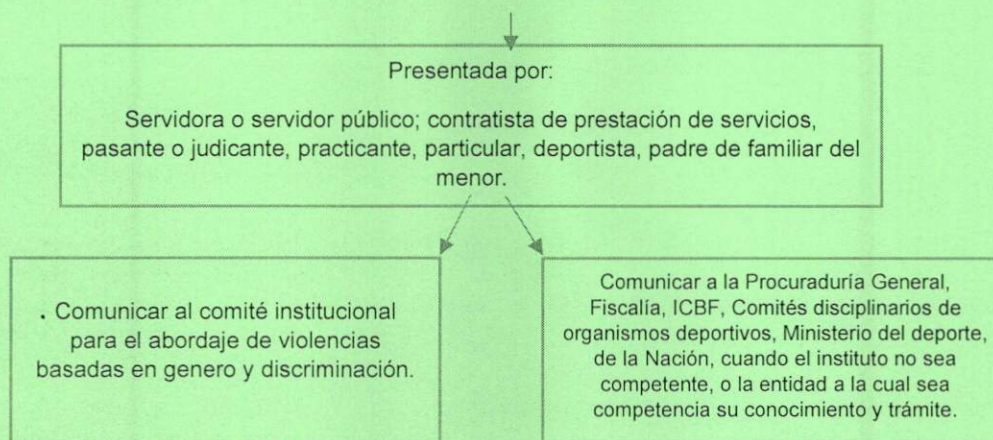 Presentada por:
Servidora o servidor público; contratista de prestación de servicios,
pasante o judicante, practicante, particular, deportista, padre de familiar del
menor.
. Comunicar al comité institucional
para el abordaje de violencias
basadas en genero y discriminación.
Comunicar a la Procuraduría General,
Fiscalía, ICBF, Comités disciplinarios de
organismos deportivos, Ministerio del deporte,
de la Nación, cuando el instituto no sea
competente, o la entidad a la cual sea
competencia su conocimiento y trámite.